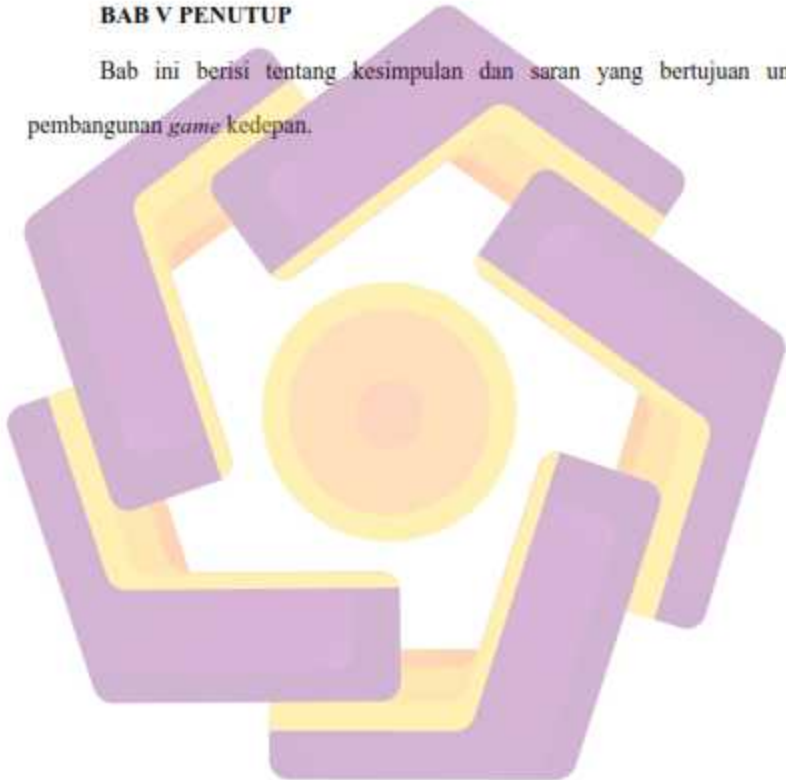 BAB V PENUTUP
Bab ini berisi tentang kesimpulan dan saran yang bertujuan
pembangunan game kedepan.